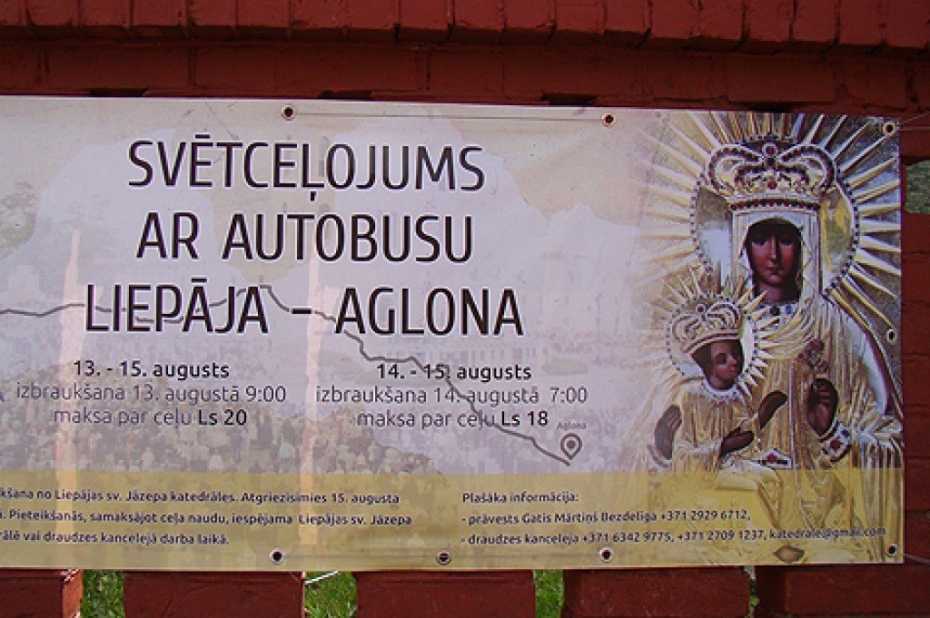 SVĒTCEĻOJUMS
AR AUTOBUSU
LIEPĀJA - AGLONA
13. - 15. augusts
izbraukšana 13. augustā 9:00
maksa par ceļu Ls 20
14. - 15. augusts
izbraukšana 14. augustā 7:00
maksa par ceļu Ls 18
Aglona
kšana no Liepājas sv. Jāzepa katedrāles. Atgriezīsimies 15. augusta
. Pieteikšanās, samaksājot ceļa naudu, iespējama Liepājas sv. Jāzepa
rālē vai draudzes kancelejā darba laikā.
Plašāka informācija:
- prāvests Gatis Mārtiņš Bezdelīga +371 2929 6712,
- draudzes kanceleja +371 6342 9775, +371 2709 1237, katedrale@gmail.com